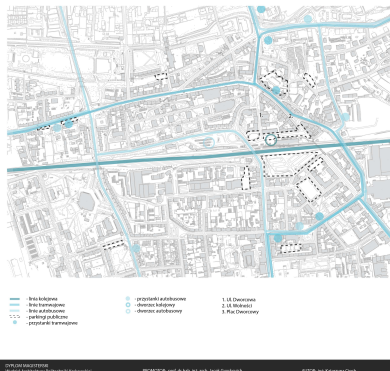 - linia kolejowa
- linie tramwajowe
- linie autobusowe
- parkingi publiczne
- przystanki tramwajowe
- przystanki autobusowe
- dworzec kolejowy
- dworzec autobusowy
1. Ul. Dworcowa
2. Ul. Wolności
3. Plac Dworcowy
DYPLOM MAGISTERSKI